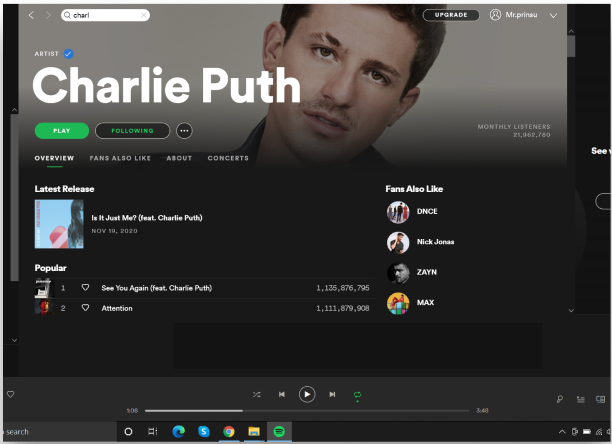 charl
UPGRADE
Mr.prinsu
ARTIST
Charlie Puth
PLAY
FOLLOWING
MONTHLY LISTENERS
21,962,780
OVERVIEW FANS ALSO LIKE ABOUT CONCERTS
See
Latest Release
Is It Just Me? (feat. Charlie Puth)
NOV 19, 2020
Fans Also Like
DNCE
Nick Jonas
ZAYN
MAX
Popular
1 See You Again (feat. Charlie Puth) 1,135,876,795
2 Attention 1,111,879,908
1:08
3:48
search